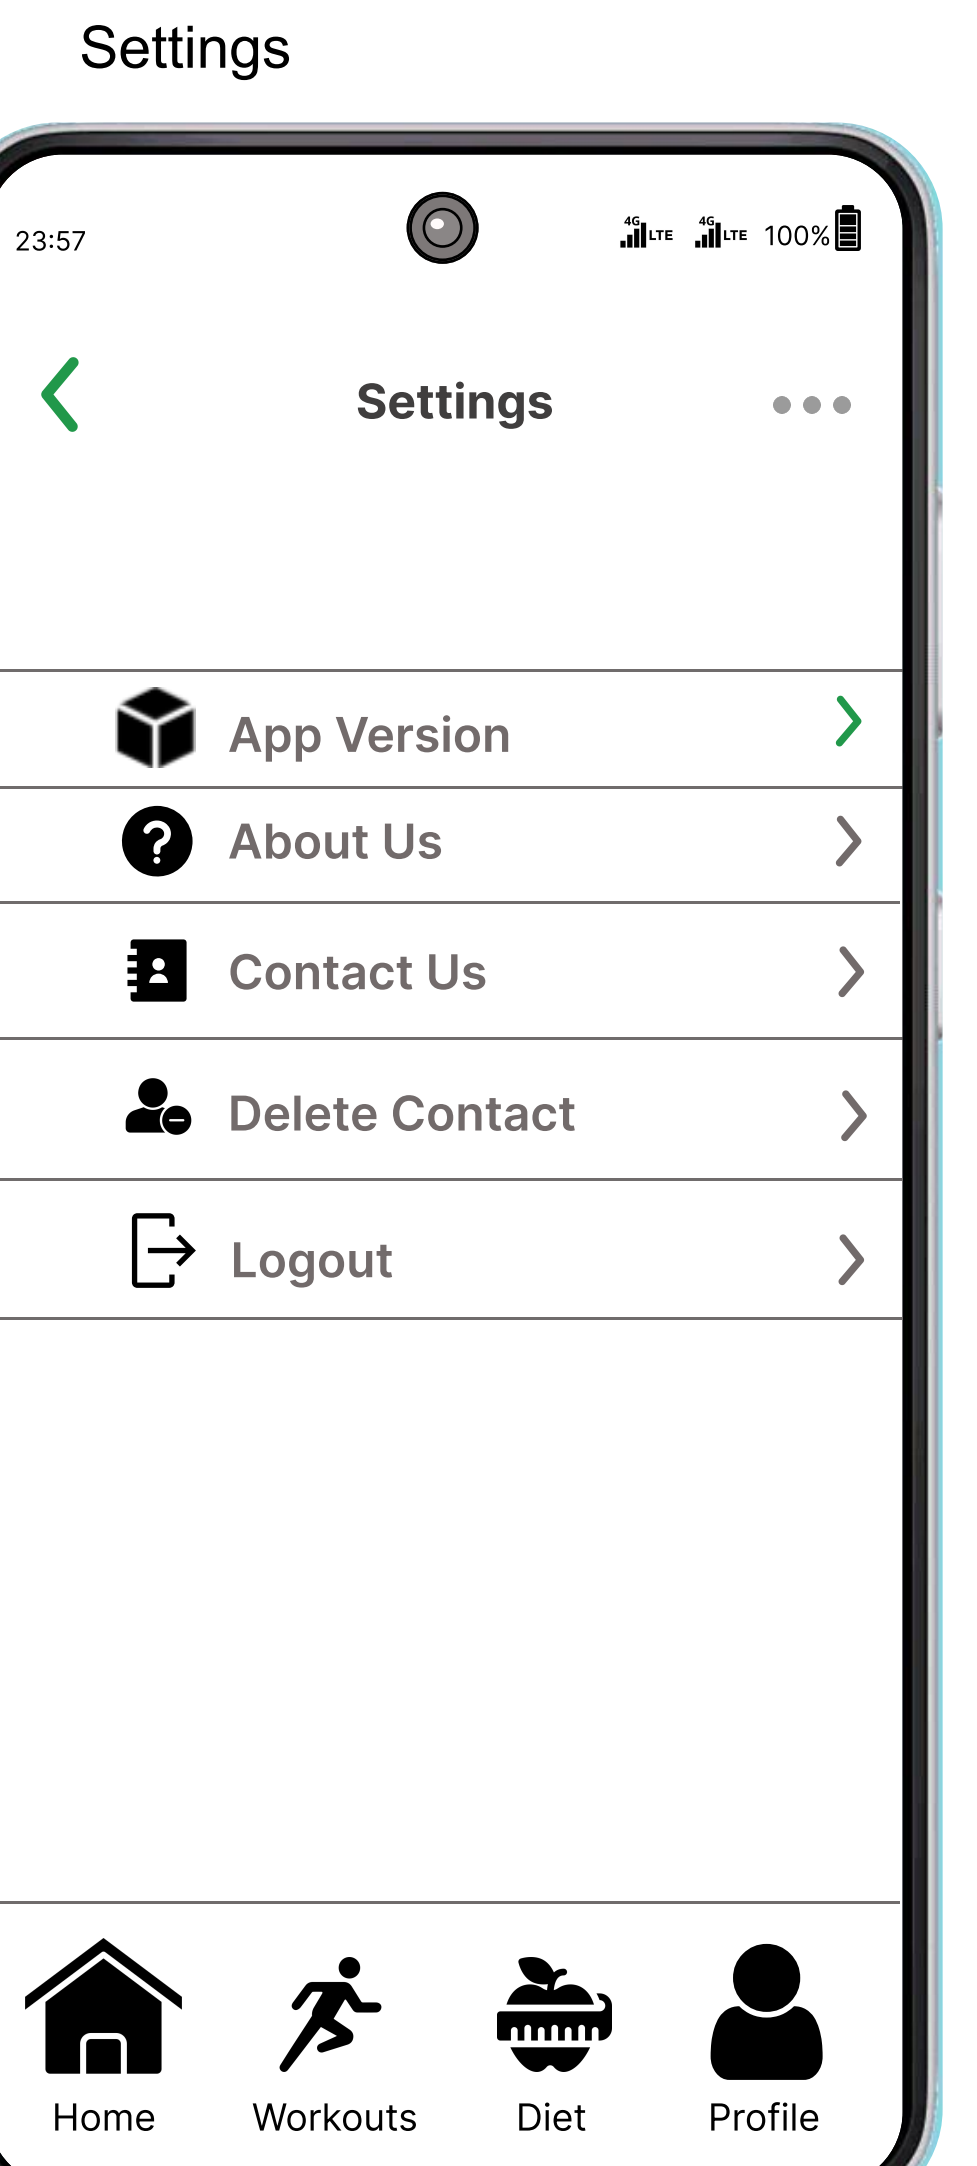 Settings
23:57 4G LTE 4G LTE 100%
Settings
App Version
About Us
Contact Us
Delete Contact
Logout
Home Workouts Diet Profile